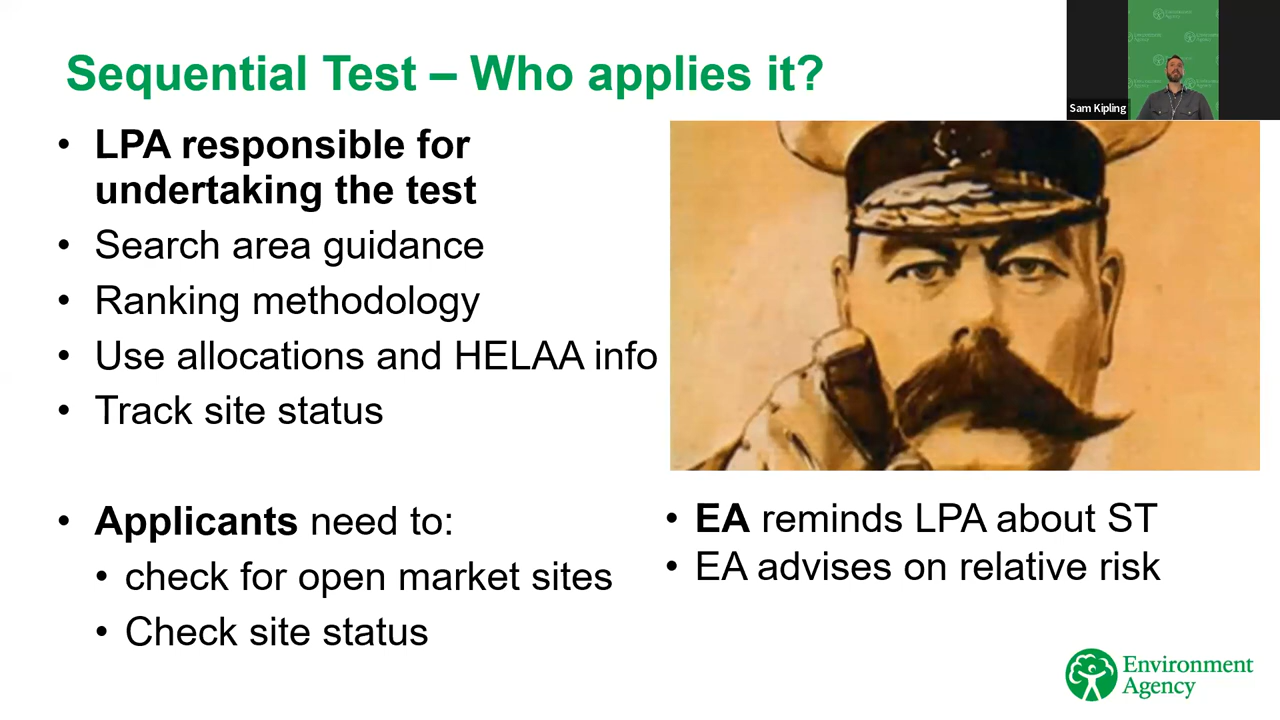 Sequential Test – Who applies it?
• LPA responsible for
undertaking the test
• Search area guidance
• Ranking methodology
• Use allocations and HELAA info
• Track site status
• Applicants need to:
• check for open market sites
• Check site status
• EA reminds LPA about ST
• EA advises on relative risk
Sam Kipling
Environment
Agency